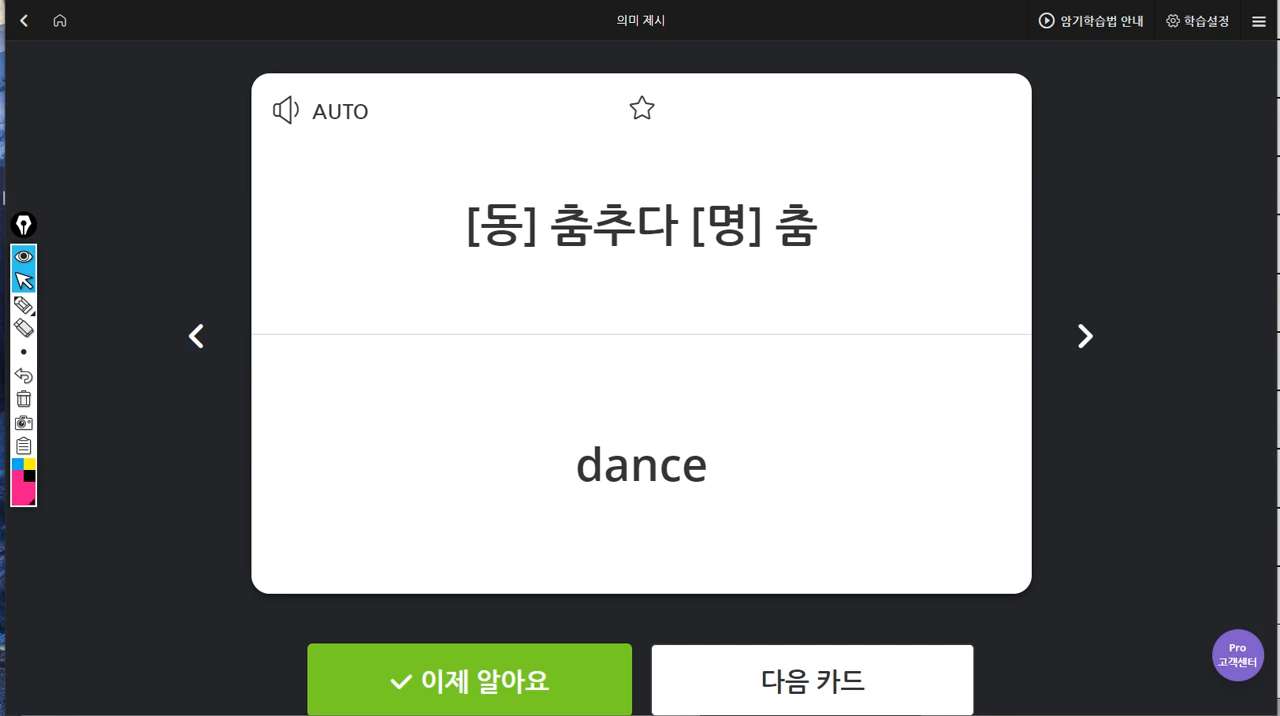 의미 제시
암기학습법 안내
학습설정
AUTO
[동] 춤추다 [명] 춤
dance
이제 알아요
다음 카드
Pro
고객센터